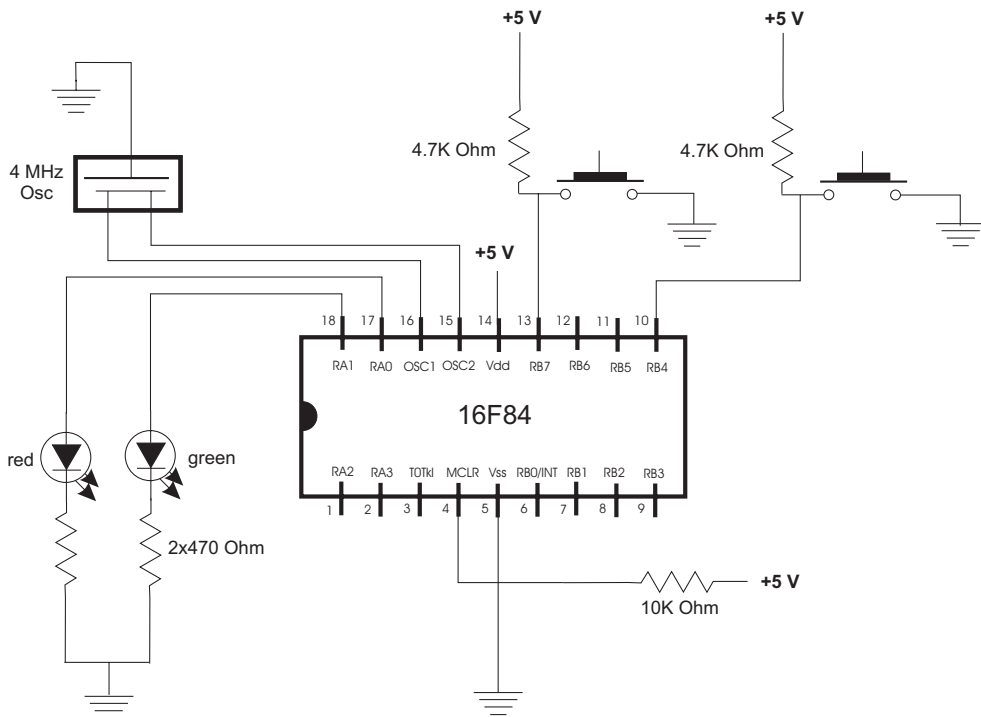 +5 V
+5 V
4 MHz
Osc
4.7K Ohm
4.7K Ohm
+5 V
18 17 16 15 14 13 12 11 10
RA1 RA0 OSC1 OSC2 Vdd RB7 RB6 RB5 RB4
16F84
red
green
RA2 RA3 T0Tkl MCLR Vss RB0/INT RB1 RB2 RB3
1 2 3 4 5 6 7 8 9
2x470 Ohm
+5 V
10K Ohm